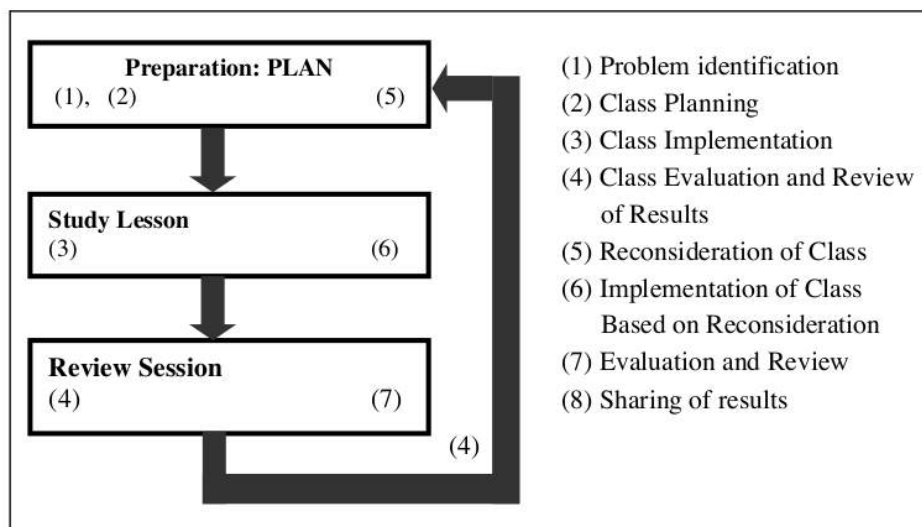 Preparation: PLAN
(1), (2) (5)
Study Lesson
(3) (6)
Review Session
(4) (7)
(4)
(1) Problem identification
(2) Class Planning
(3) Class Implementation
(4) Class Evaluation and Review
of Results
(5) Reconsideration of Class
(6) Implementation of Class
Based on Reconsideration
(7) Evaluation and Review
(8) Sharing of results